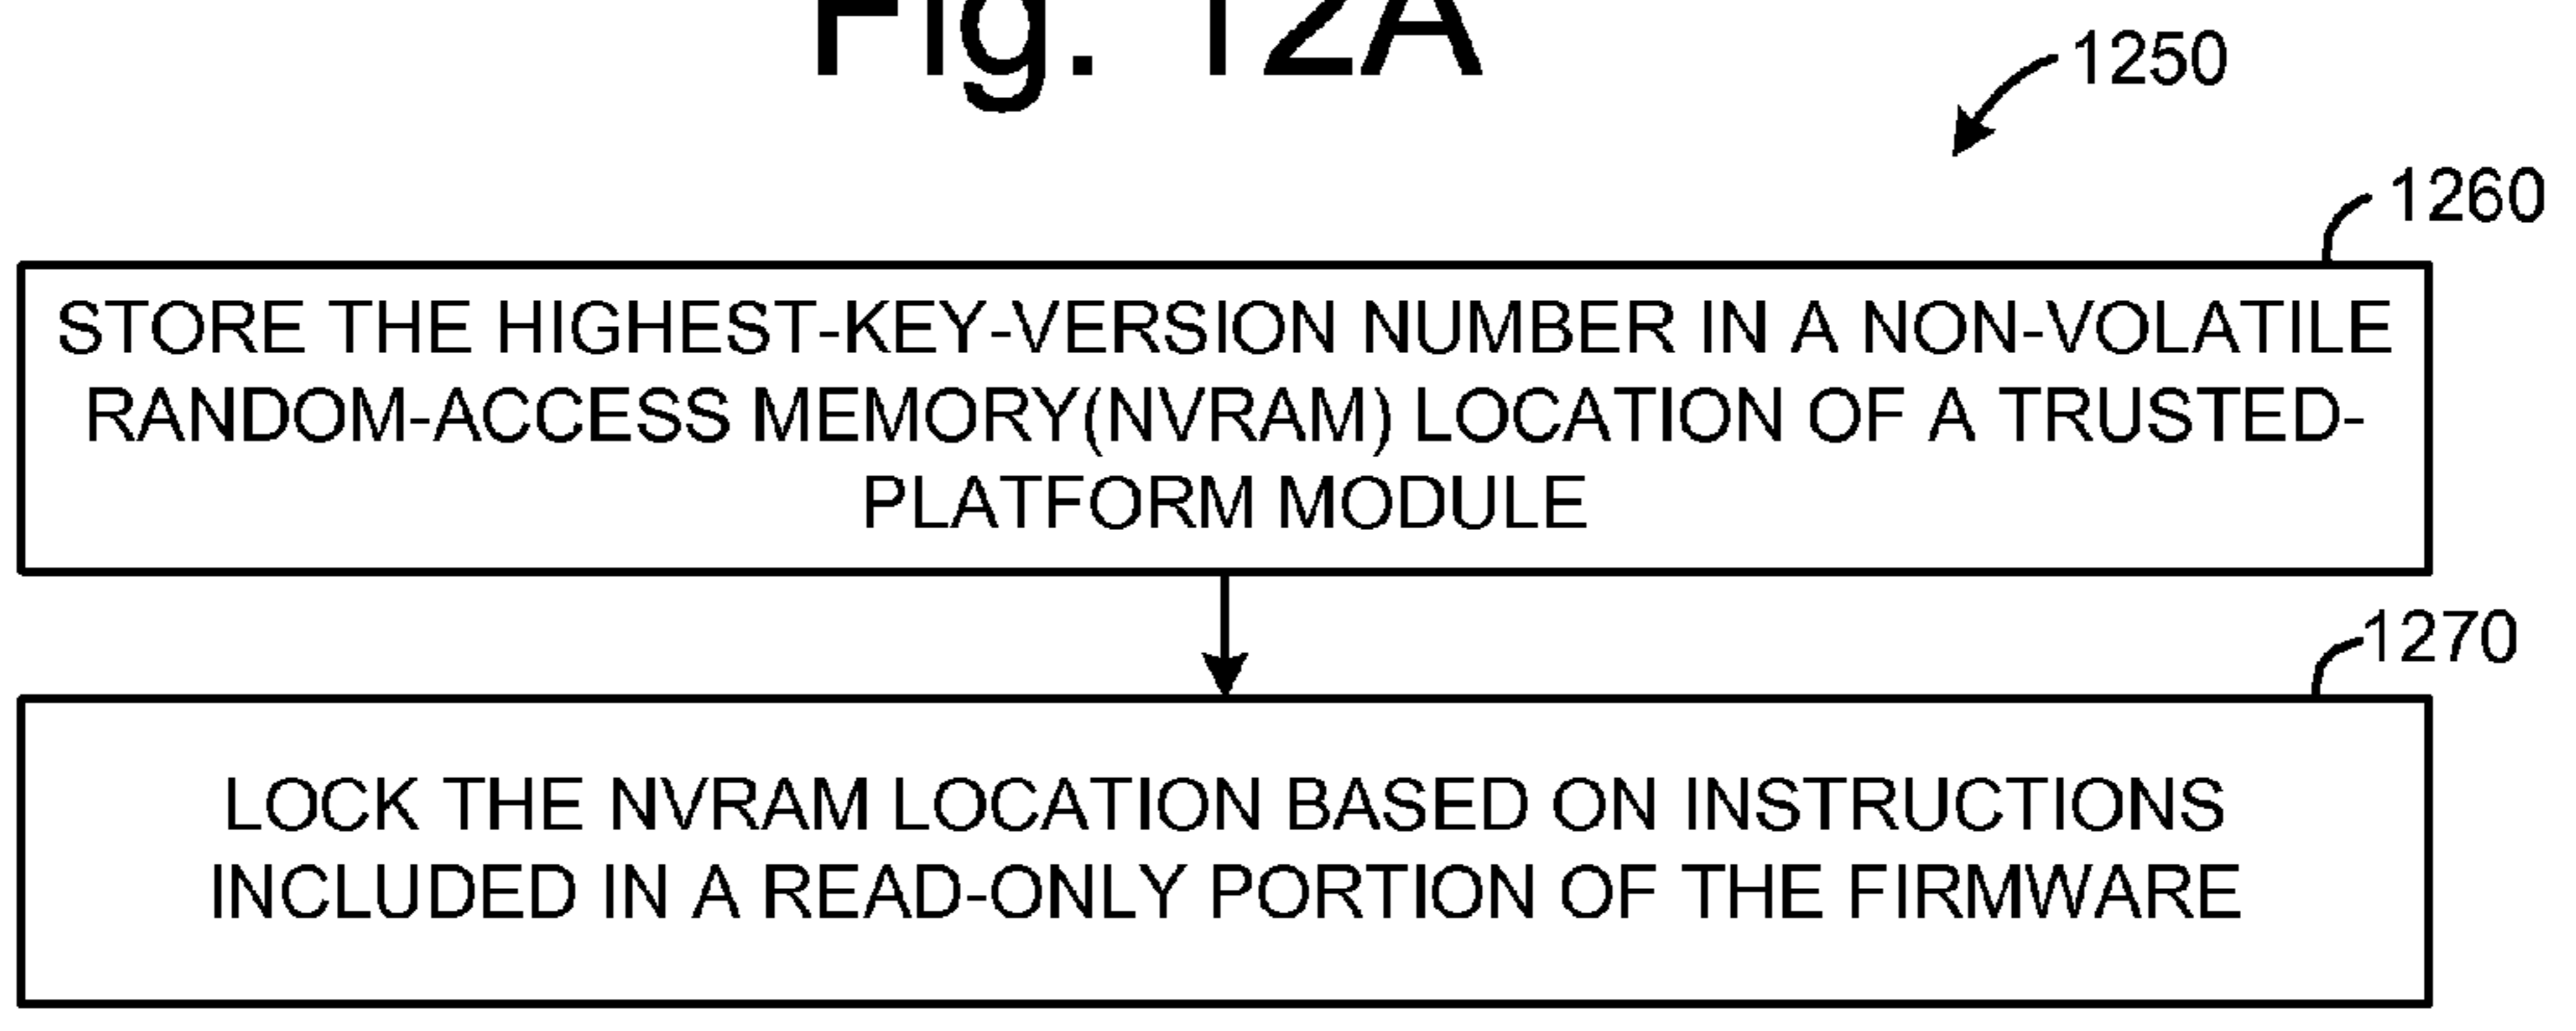 Fig. 12A
1250
1260
STORE THE HIGHEST-KEY-VERSION NUMBER IN A NON-VOLATILE
RANDOM-ACCESS MEMORY(NVRAM) LOCATION OF A TRUSTED-
PLATFORM MODULE
1270
LOCK THE NVRAM LOCATION BASED ON INSTRUCTIONS
INCLUDED IN A READ-ONLY PORTION OF THE FIRMWARE